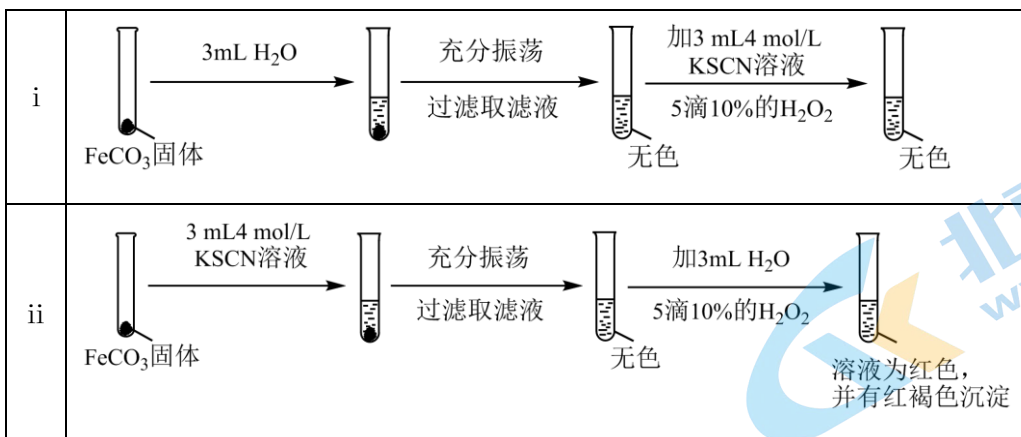 i
3mL H₂O
充分振荡
过滤取滤液
加3 mL4 mol/L
KSCN溶液
5滴10%的H₂O₂
FeCO₃固体
无色
无色
ii
3 mL4 mol/L
KSCN溶液
充分振荡
过滤取滤液
加3mL H₂O
5滴10%的H₂O₂
FeCO₃固体
无色
溶液为红色，
并有红褐色沉淀
北